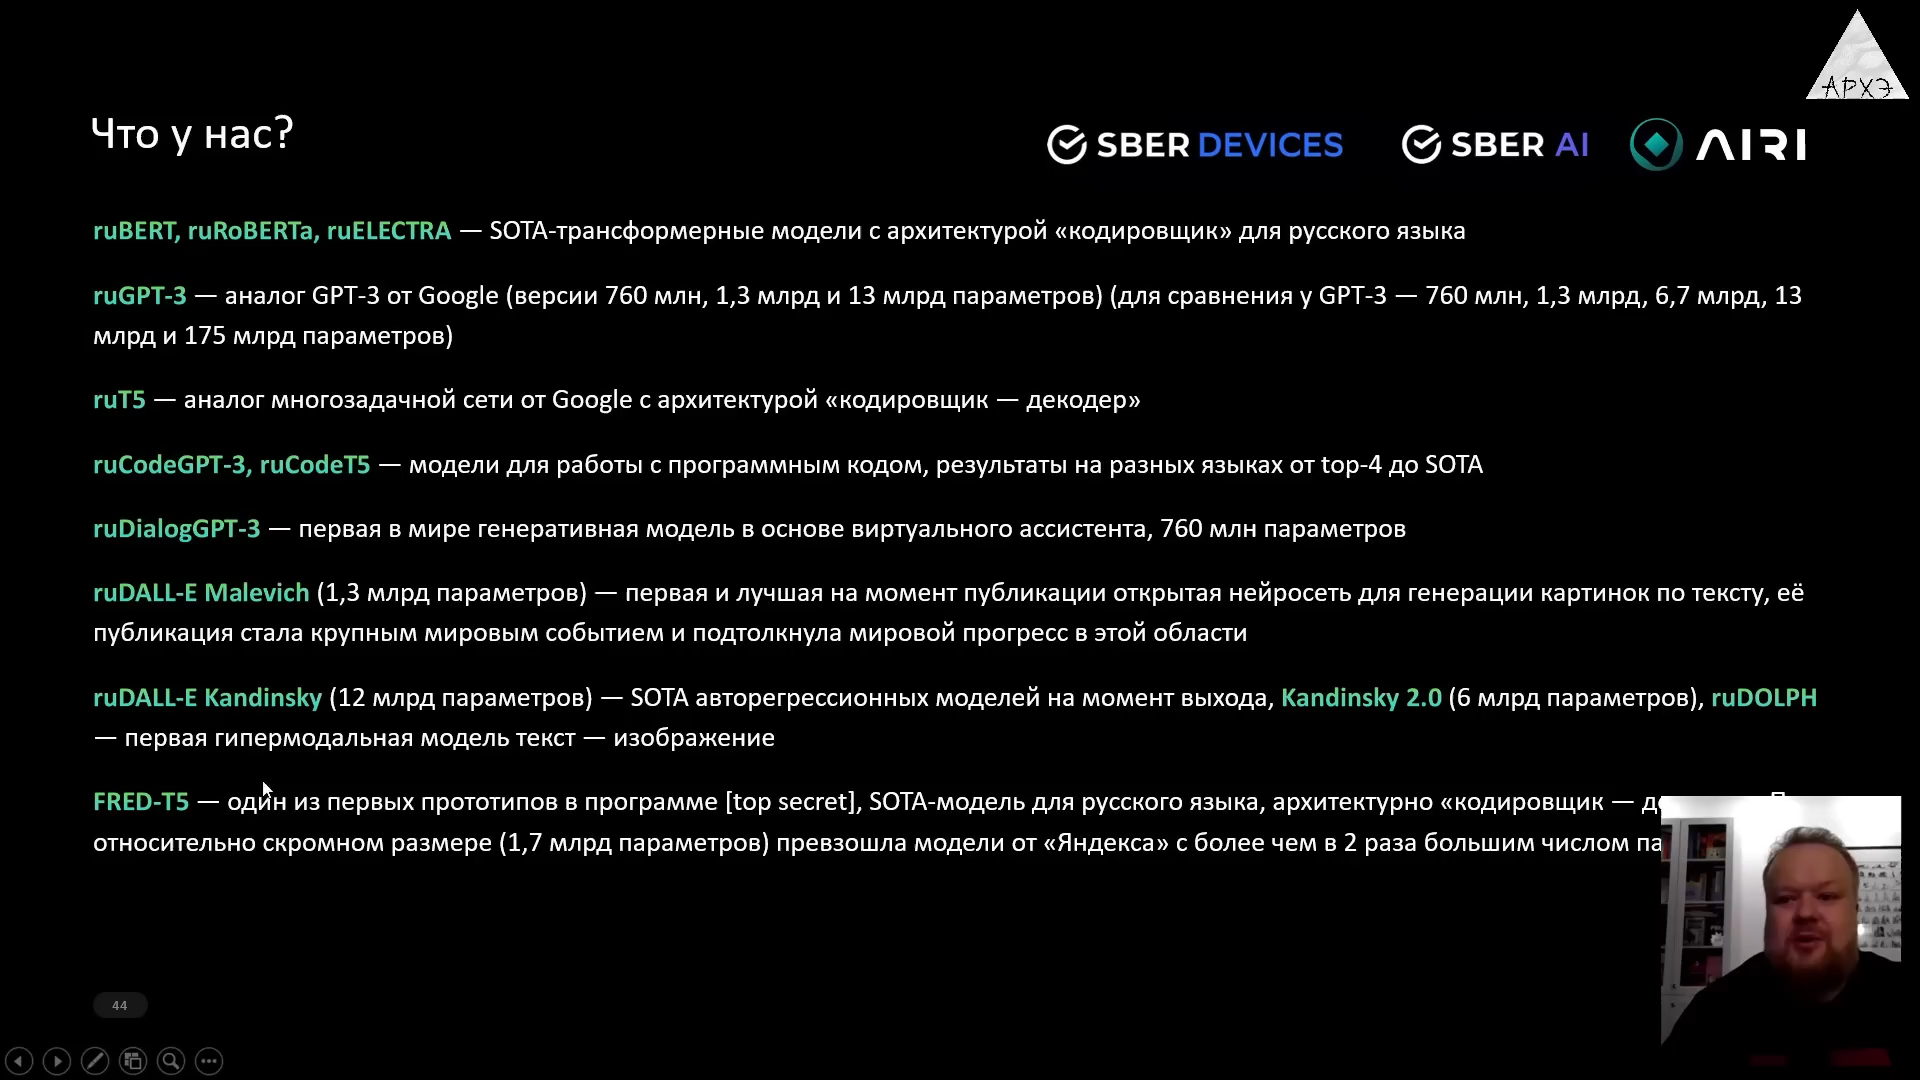 АРХЭ
Что у нас?
SBER DEVICES
SBER AI
AIRI
ruBERT, ruRoBERTa, ruELECTRA — SOTA-трансформерные модели с архитектурой «кодировщик» для русского языка
ruGPT-3 — аналог GPT-3 от Google (версии 760 млн, 1,3 млрд и 13 млрд параметров) (для сравнения у GPT-3 — 760 млн, 1,3 млрд, 6,7 млрд, 13
млрд и 175 млрд параметров)
ruT5 — аналог многозадачной сети от Google с архитектурой «кодировщик — декодер»
ruCodeGPT-3, ruCodeT5 — модели для работы с программным кодом, результаты на разных языках от top-4 до SOTA
ruDialogGPT-3 — первая в мире генеративная модель в основе виртуального ассистента, 760 млн параметров
ruDALL-E Malevich (1,3 млрд параметров) — первая и лучшая на момент публикации открытая нейросеть для генерации картинок по тексту, её
публикация стала крупным мировым событием и подтолкнула мировой прогресс в этой области
ruDALL-E Kandinsky (12 млрд параметров) — SOTA авторегрессионных моделей на момент выхода, Kandinsky 2.0 (6 млрд параметров), ruDOLPH
— первая гипермодальная модель текст — изображение
FRED-T5 — один из первых прототипов в программе [top secret], SOTA-модель для русского языка, архитектурно «кодировщик —
относительно скромном размере (1,7 млрд параметров) превзошла модели от «Яндекса» с более чем в 2 раза большим числом
44